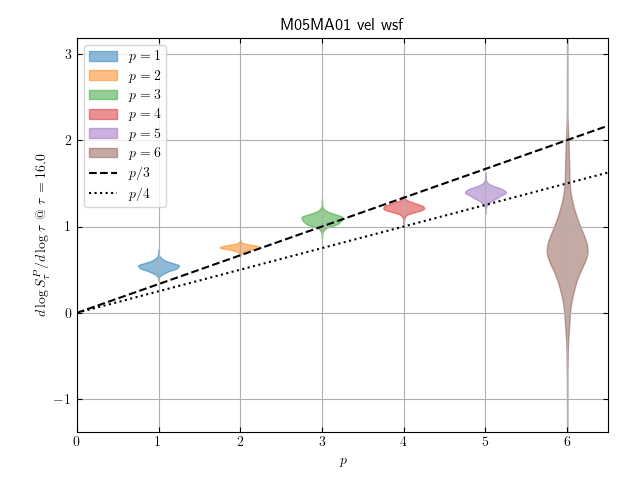 M05MA01 vel wsf
p = 1
p = 2
p = 3
p = 4
p = 5
p = 6
p/3
p/4
3
2
1
0
−1
d log S_τ^P / d log τ @ τ = 16.0
0 1 2 3 4 5 6
p